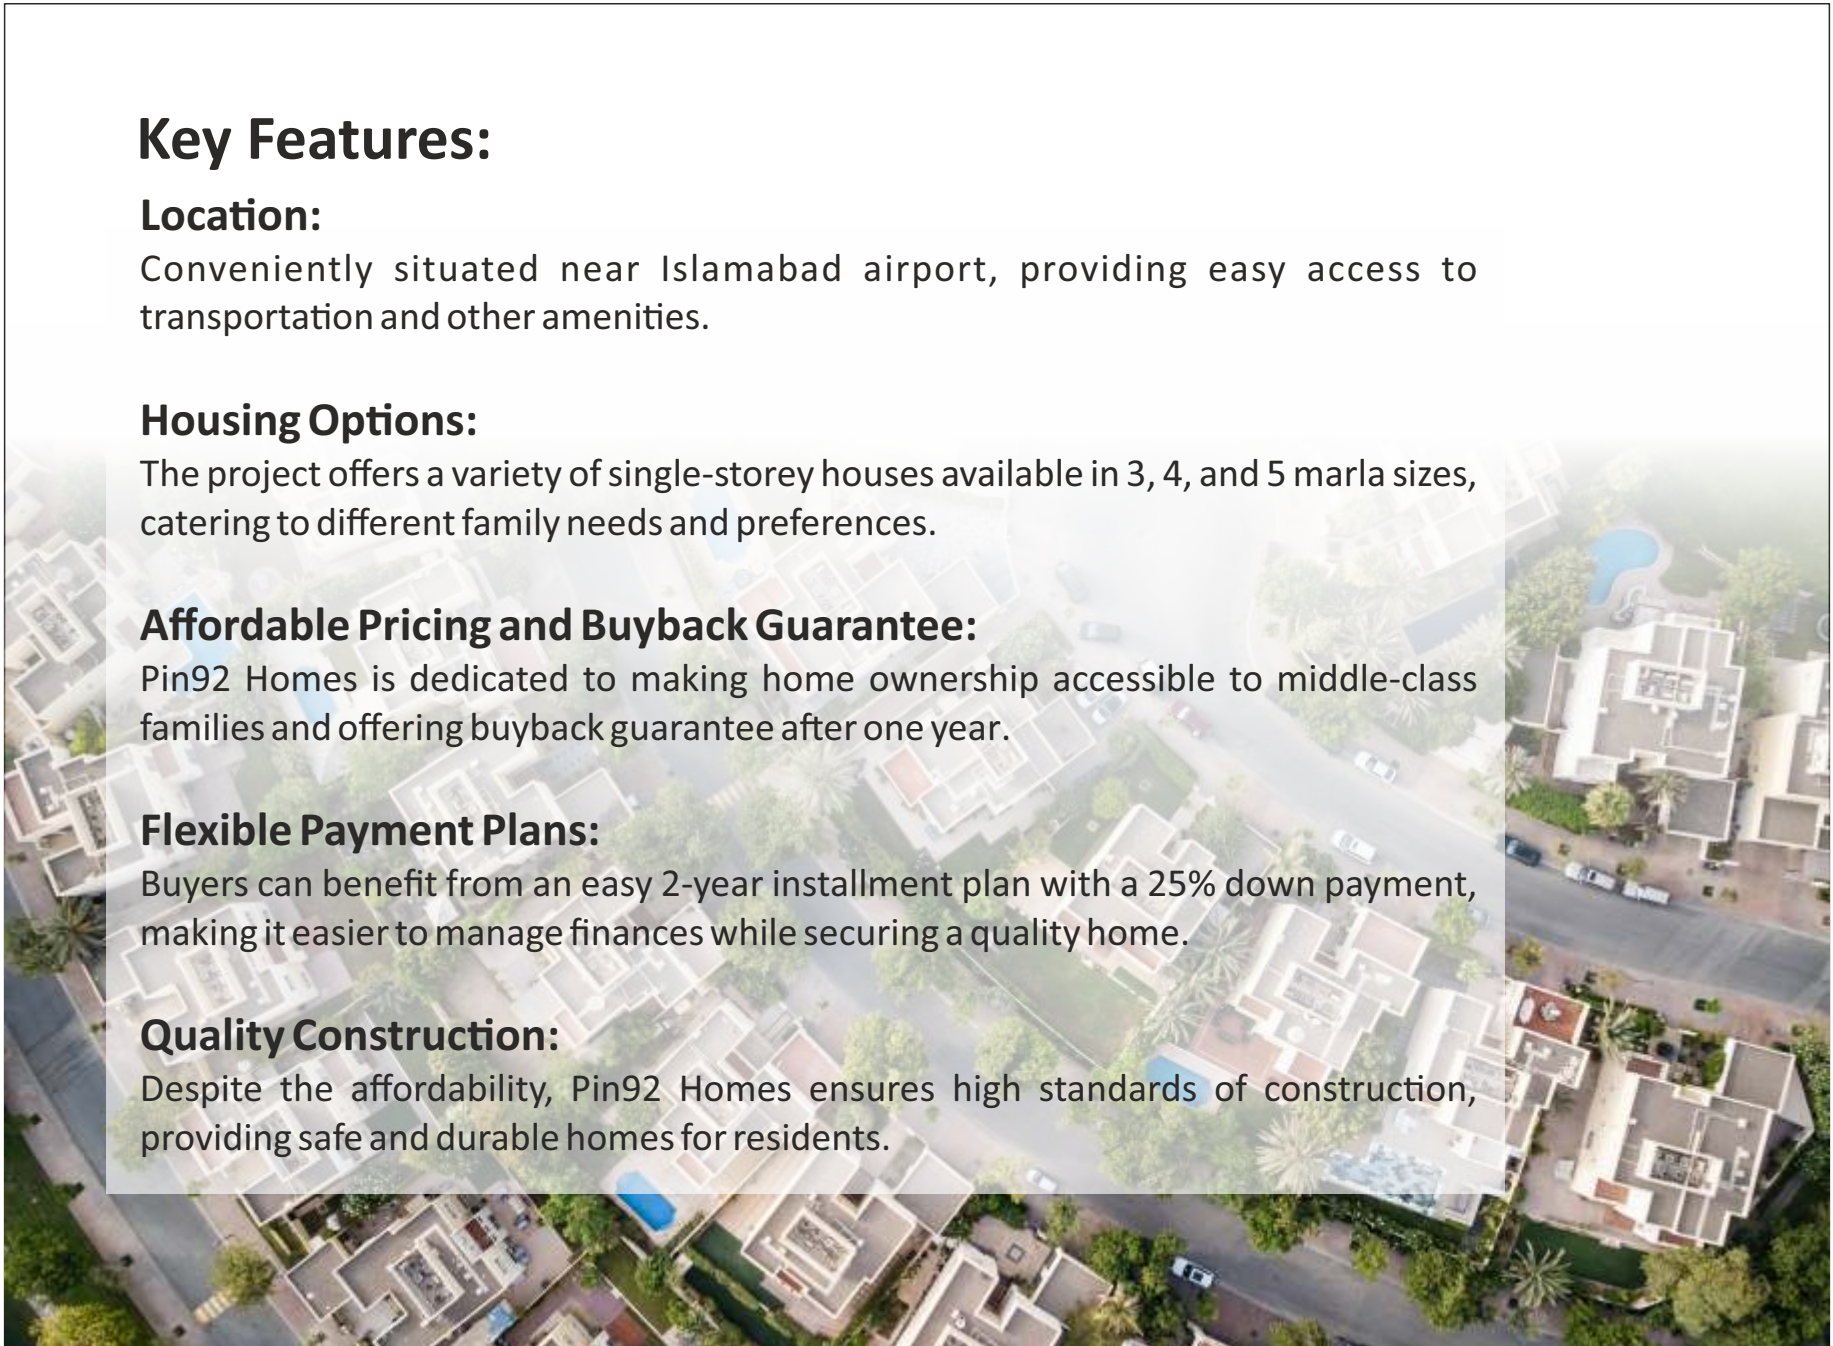 Key Features:
Location:
Conveniently situated near Islamabad airport, providing easy access to
transportation and other amenities.
Housing Options:
The project offers a variety of single-storey houses available in 3, 4, and 5 marla sizes,
catering to different family needs and preferences.
Affordable Pricing and Buyback Guarantee:
Pin92 Homes is dedicated to making home ownership accessible to middle-class
families and offering buyback guarantee after one year.
Flexible Payment Plans:
Buyers can benefit from an easy 2-year installment plan with a 25% down payment,
making it easier to manage finances while securing a quality home.
Quality Construction:
Despite the affordability, Pin92 Homes ensures high standards of construction,
providing safe and durable homes for residents.